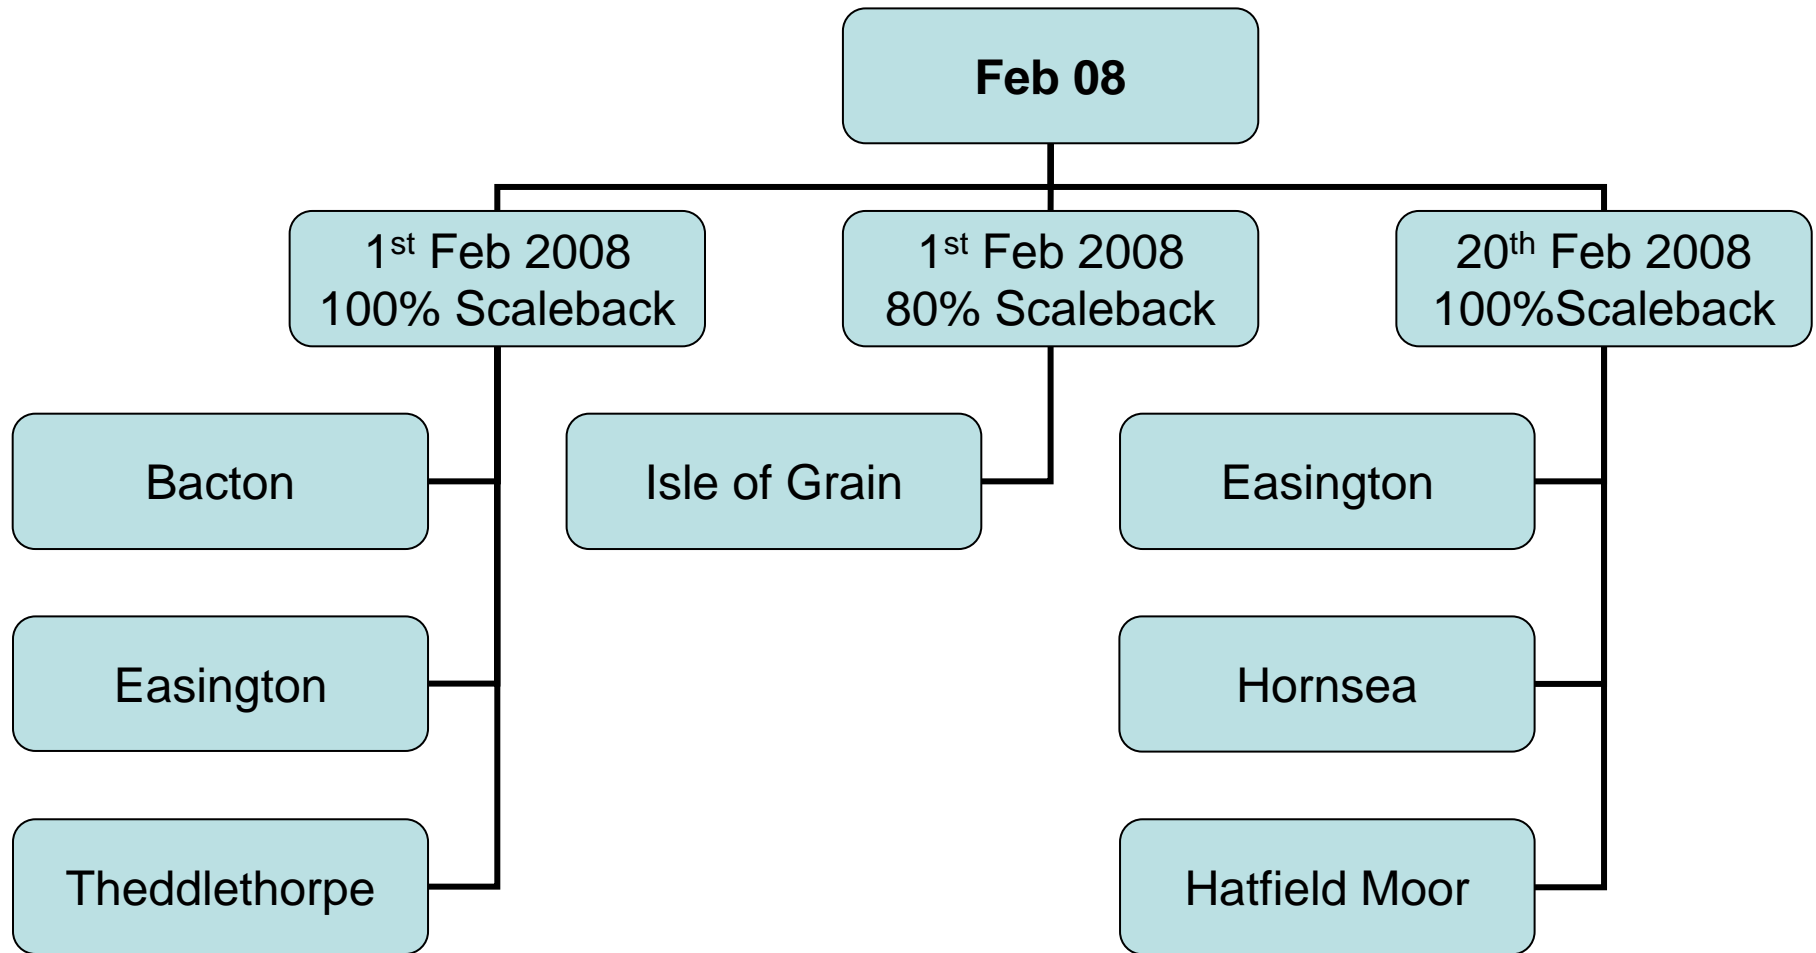 Feb 08
1st Feb 2008
100% Scaleback
1st Feb 2008
80% Scaleback
20th Feb 2008
100%Scaleback
Bacton
Isle of Grain
Easington
Easington
Hornsea
Theddlethorpe
Hatfield Moor